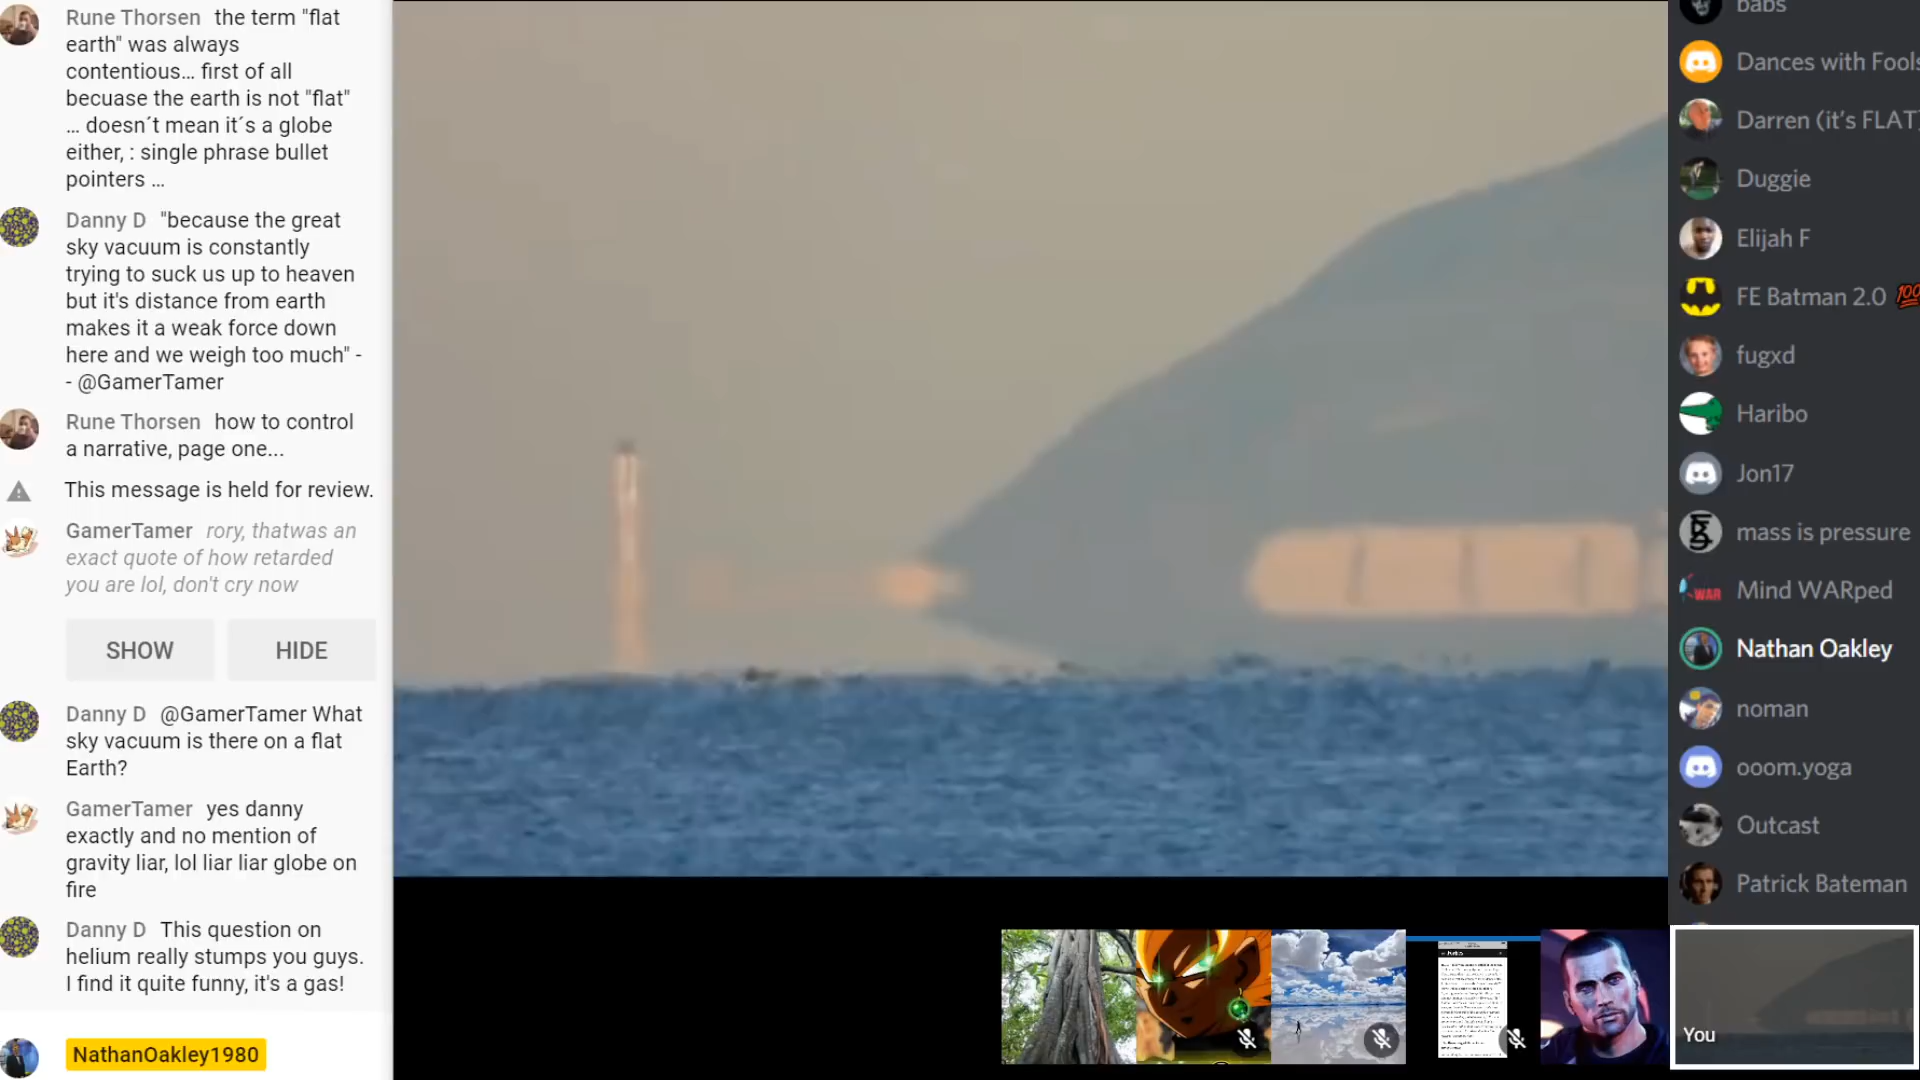 Rune Thorsen the term "flat
earth" was always
contentious... first of all
becuase the earth is not "flat"
... doesn´t mean it´s a globe
either, : single phrase bullet
pointers ...
Danny D "because the great
sky vacuum is constantly
trying to suck us up to heaven
but it's distance from earth
makes it a weak force down
here and we weigh too much" -
- @GamerTamer
Rune Thorsen how to control
a narrative, page one...
This message is held for review.
GamerTamer rory, thatwas an
exact quote of how retarded
you are lol, don't cry now
SHOW HIDE
Danny D @GamerTamer What
sky vacuum is there on a flat
Earth?
GamerTamer yes danny
exactly and no mention of
gravity liar, lol liar liar globe on
fire
Danny D This question on
helium really stumps you guys.
I find it quite funny, it's a gas!
NathanOakley1980
babs
Dances with Fools
Darren (it's FLAT)
Duggie
Elijah F
FE Batman 2.0 100
fugxd
Haribo
Jon17
mass is pressure
WAR
Mind WARped
Nathan Oakley
noman
ooom.yoga
Outcast
Patrick Bateman
You